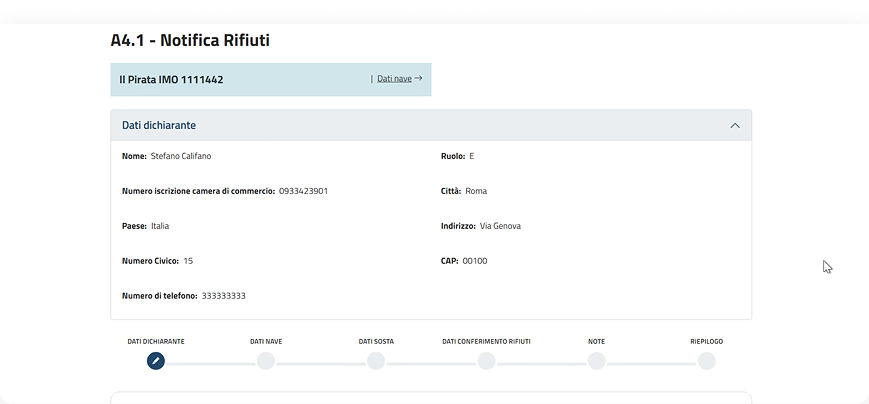 A4.1 - Notifica Rifiuti
Il Pirata IMO 1111442 | Dati nave →
Dati dichiarante
Nome: Stefano Califano Ruolo: E
Numero iscrizione camera di commercio: 0933423901 Città: Roma
Paese: Italia Indirizzo: Via Genova
Numero Civico: 15 CAP: 00100
Numero di telefono: 333333333
DATI DICHIARANTE DATI NAVE DATI SOSTA DATI CONFERIMENTO RIFIUTI NOTE RIEPILOGO